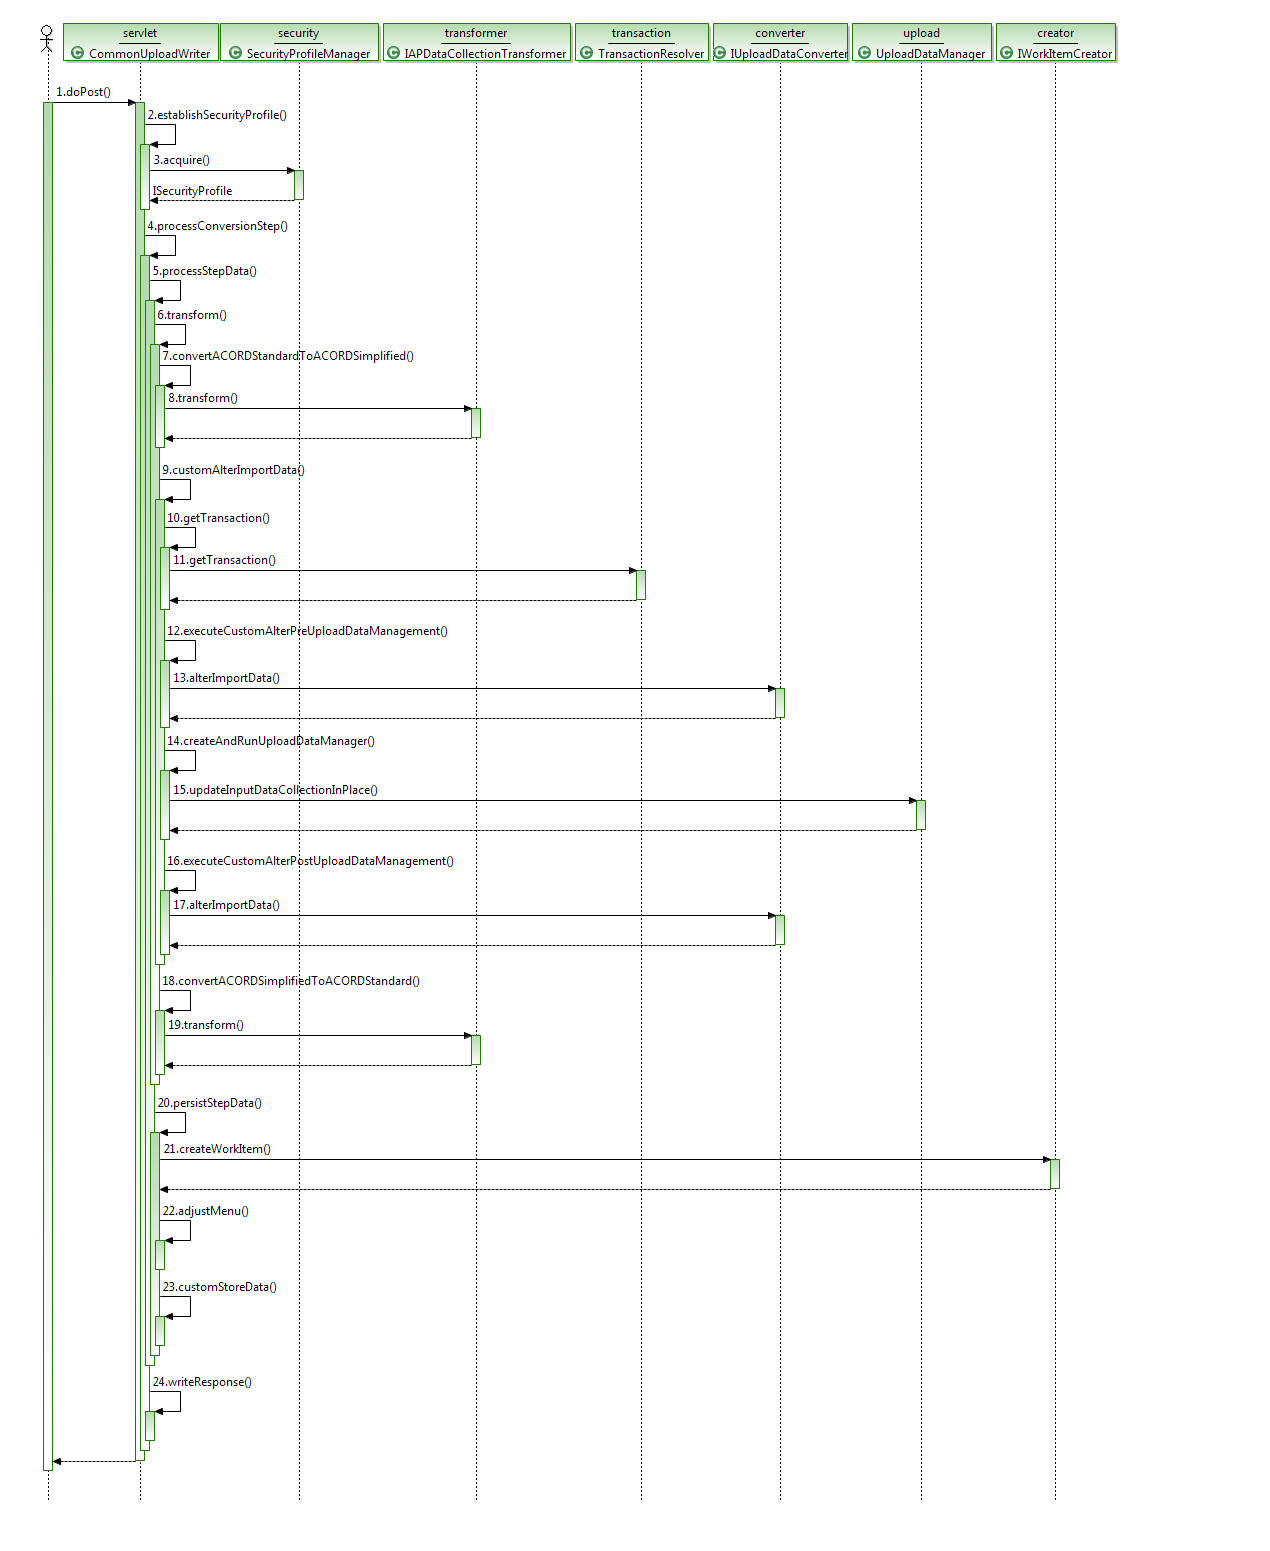 servlet
C CommonUploadWriter
security
C SecurityProfileManager
transformer
C IAPDataCollectionTransformer
transaction
C TransactionResolver
converter
C IUploadDataConverter
upload
C UploadDataManager
creator
C IWorkItemCreator
1.doPost()
2.establishSecurityProfile()
3.acquire()
ISecurityProfile
4.processConversionStep()
5.processStepData()
6.transform()
7.convertACORDStandardToACORDSimplified()
8.transform()
9.customAlterImportData()
10.getTransaction()
11.getTransaction()
12.executeCustomAlterPreUploadDataManagement()
13.alterImportData()
14.createAndRunUploadDataManager()
15.updateInputDataCollectionInPlace()
16.executeCustomAlterPostUploadDataManagement()
17.alterImportData()
18.convertACORDSimplifiedToACORDStandard()
19.transform()
20.persistStepData()
21.createWorkItem()
22.adjustMenu()
23.customStoreData()
24.writeResponse()